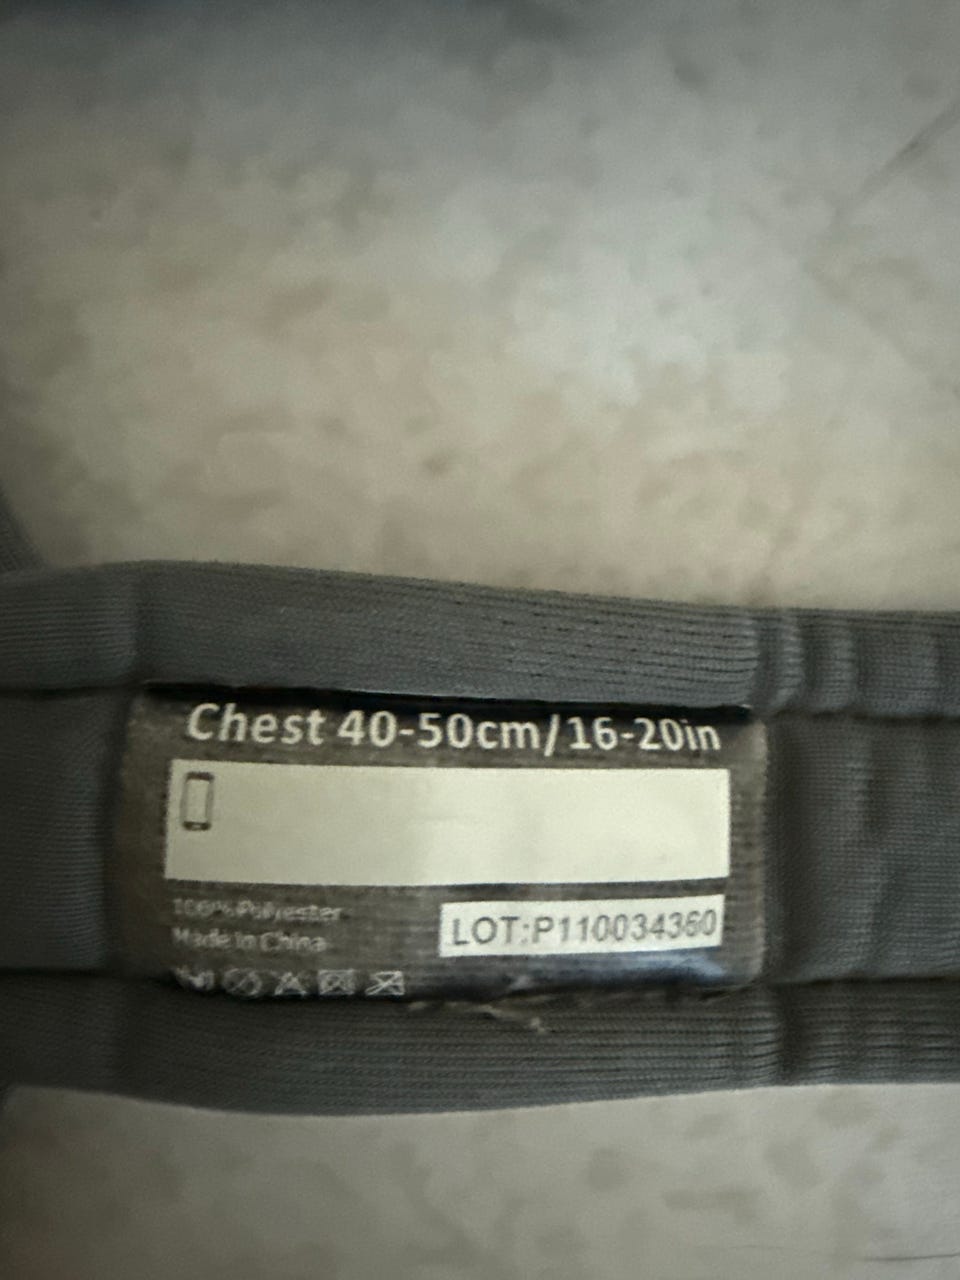 Chest 40-50cm/16-20in
100% Polyester
LOT:P110034360
Made in China